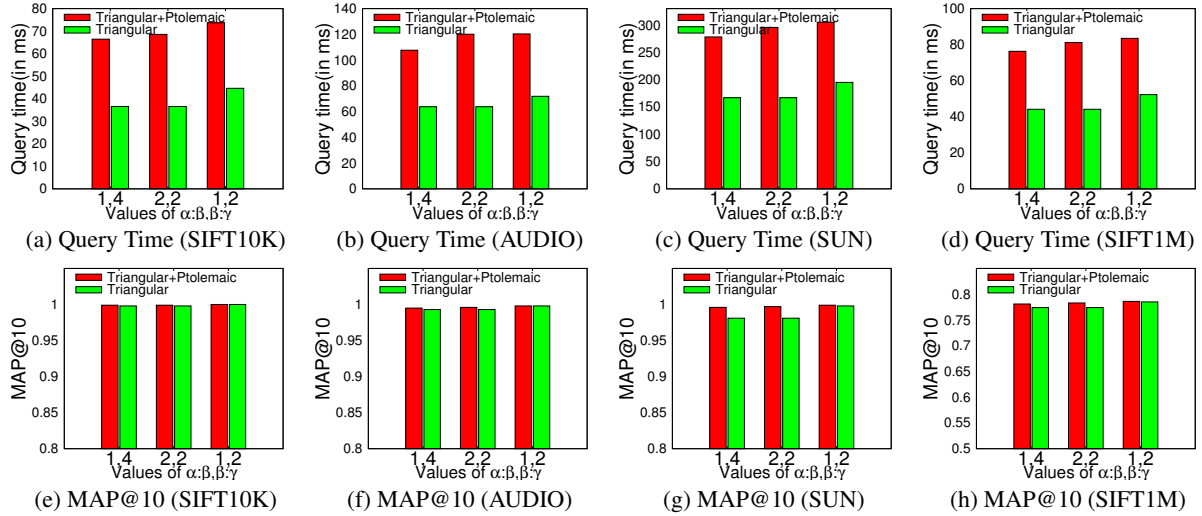 Triangular+Ptolemaic
Triangular
Query time(in ms)
80
70
60
50
40
30
20
10
0
1,4 2,2 1,2
Values of α:β,β:γ
(a) Query Time (SIFT10K)
Triangular+Ptolemaic
Triangular
Query time(in ms)
140
120
100
80
60
40
20
0
1,4 2,2 1,2
Values of α:β,β:γ
(b) Query Time (AUDIO)
Triangular+Ptolemaic
Triangular
Query time(in ms)
300
250
200
150
100
50
0
1,4 2,2 1,2
Values of α:β,β:γ
(c) Query Time (SUN)
Triangular+Ptolemaic
Triangular
Query time(in ms)
100
80
60
40
20
0
1,4 2,2 1,2
Values of α:β,β:γ
(d) Query Time (SIFT1M)
Triangular+Ptolemaic
Triangular
MAP@10
1
0.95
0.9
0.85
0.8
1,4 2,2 1,2
Values of α:β,β:γ
(e) MAP@10 (SIFT10K)
Triangular+Ptolemaic
Triangular
MAP@10
1
0.95
0.9
0.85
0.8
1,4 2,2 1,2
Values of α:β,β:γ
(f) MAP@10 (AUDIO)
Triangular+Ptolemaic
Triangular
MAP@10
1
0.95
0.9
0.85
0.8
1,4 2,2 1,2
Values of α:β,β:γ
(g) MAP@10 (SUN)
Triangular+Ptolemaic
Triangular
MAP@10
0.8
0.75
0.7
0.65
0.6
0.55
0.5
1,4 2,2 1,2
Values of α:β,β:γ
(h) MAP@10 (SIFT1M)